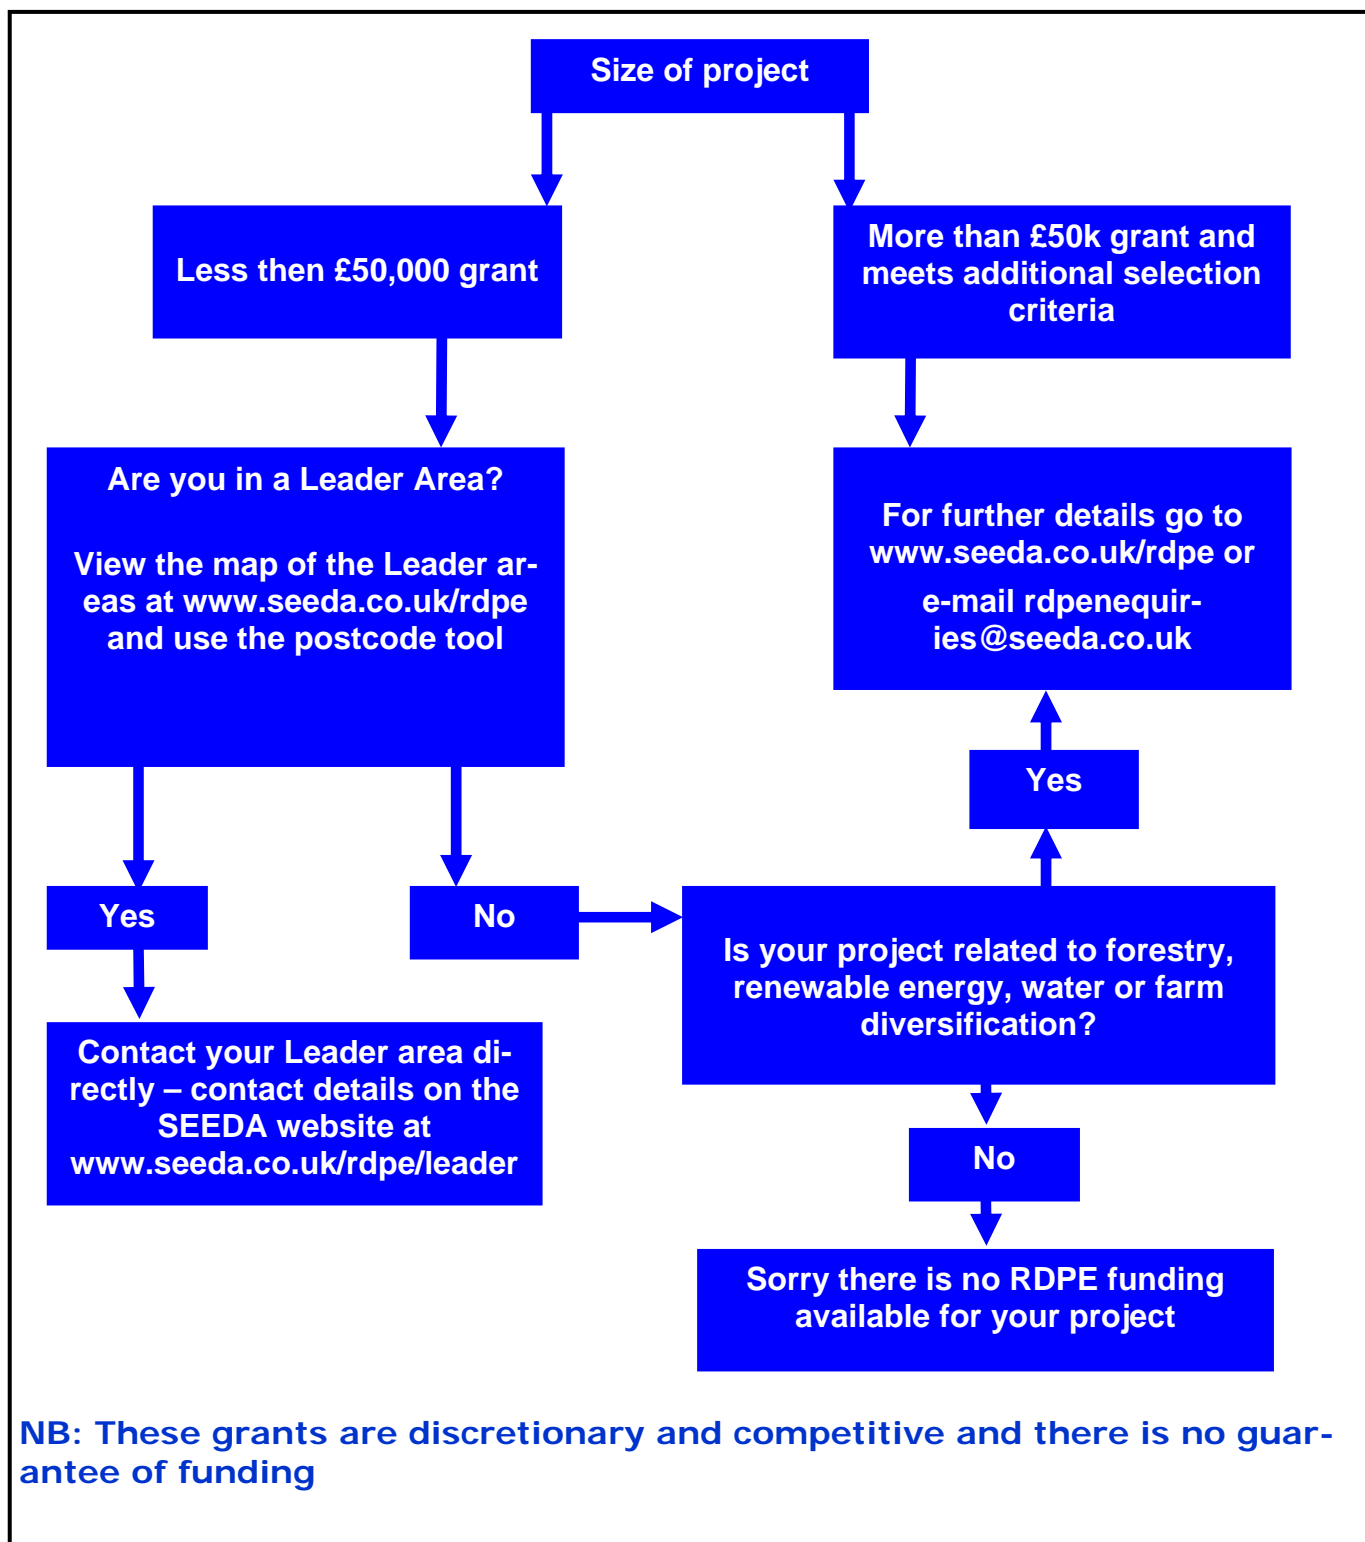 Size of project
Less then £50,000 grant
More than £50k grant and
meets additional selection
criteria
Are you in a Leader Area?
View the map of the Leader ar-
eas at www.seeda.co.uk/rdpe
and use the postcode tool
For further details go to
www.seeda.co.uk/rdpe or
e-mail rdpenequir-
ies@seeda.co.uk
Yes
Yes
No
Is your project related to forestry,
renewable energy, water or farm
diversification?
Contact your Leader area di-
rectly – contact details on the
SEEDA website at
www.seeda.co.uk/rdpe/leader
No
Sorry there is no RDPE funding
available for your project
NB: These grants are discretionary and competitive and there is no guar-
antee of funding